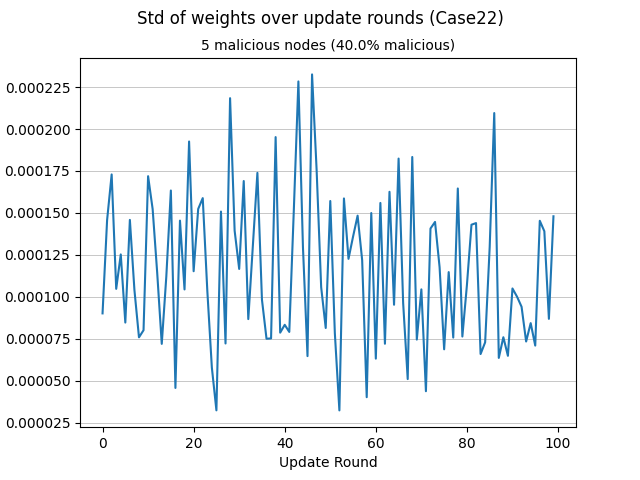 Std of weights over update rounds (Case22)
5 malicious nodes (40.0% malicious)
0.000225
0.000200
0.000175
0.000150
0.000125
0.000100
0.000075
0.000050
0.000025
0 20 40 60 80 100
Update Round